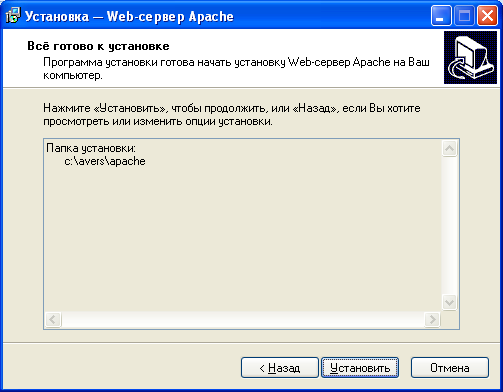 Установка — Web-сервер Apache
Всё готово к установке
Программа установки готова начать установку Web-сервер Apache на Ваш
компьютер.
Нажмите «Установить», чтобы продолжить, или «Назад», если Вы хотите
просмотреть или изменить опции установки.
Папка установки:
c:\avers\apache
< Назад
Установить
Отмена